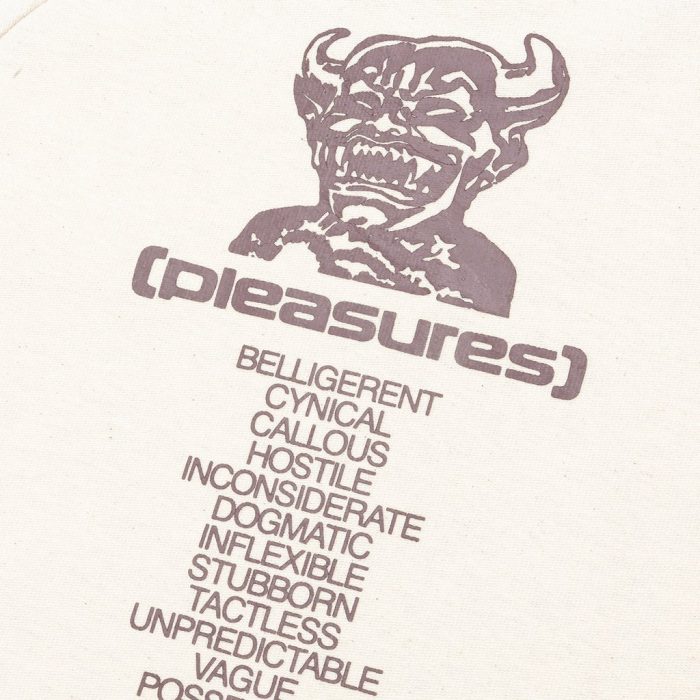 (pleasures)
BELLIGERENT
CYNICAL
CALLOUS
HOSTILE
INCONSIDERATE
DOGMATIC
INFLEXIBLE
STUBBORN
TACTLESS
UNPREDICTABLE
VAGUE